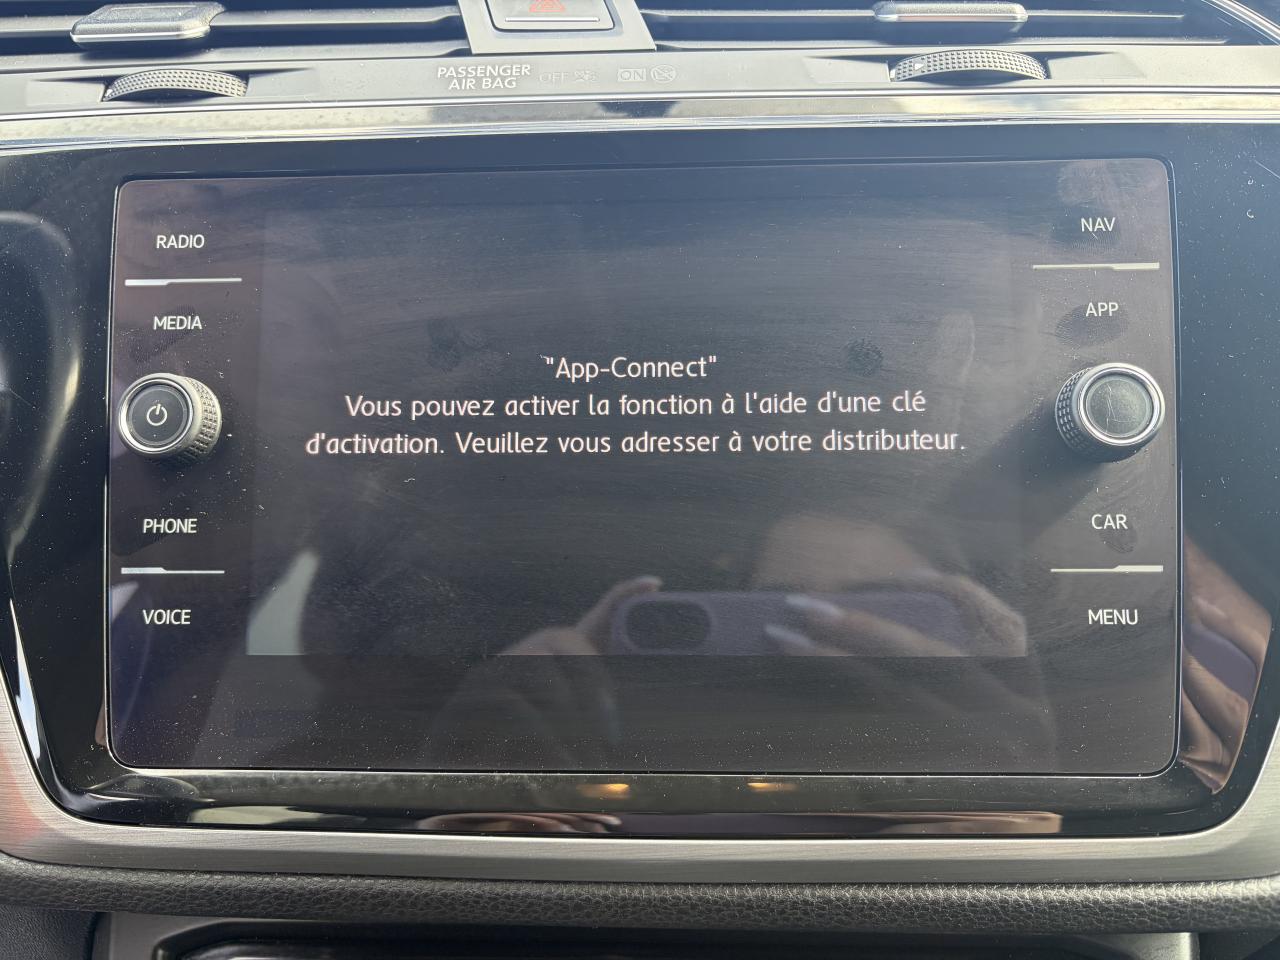 PASSENGER
AIR BAG
OFF
ON
RADIO
NAV
MEDIA
APP
"App-Connect"
Vous pouvez activer la fonction à l'aide d'une clé
d'activation. Veuillez vous adresser à votre distributeur.
PHONE
CAR
VOICE
MENU